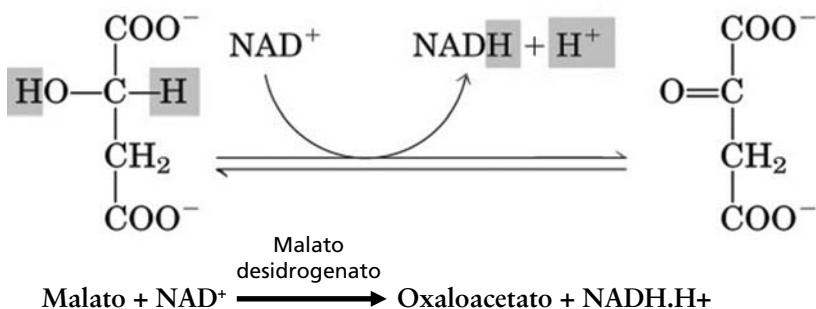 COO⁻ COO⁻
NAD⁺ NADH + H⁺
HO—C—H O=C
CH₂ CH₂
COO⁻ COO⁻
Malato
desidrogenato
Malato + NAD⁺ Oxaloacetato + NADH.H+